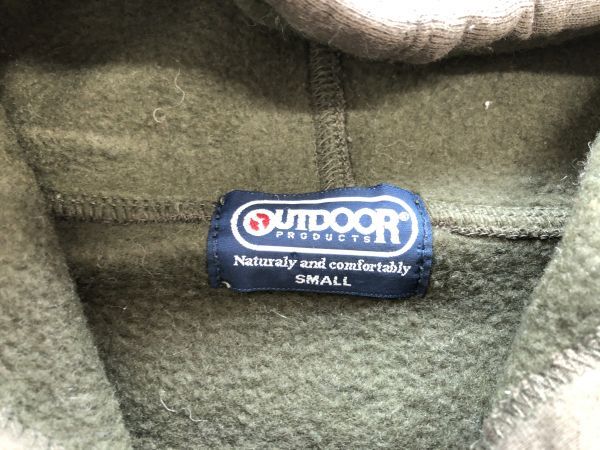 OUTDOOR®
PRODUCTS
Naturaly and comfortably
SMALL